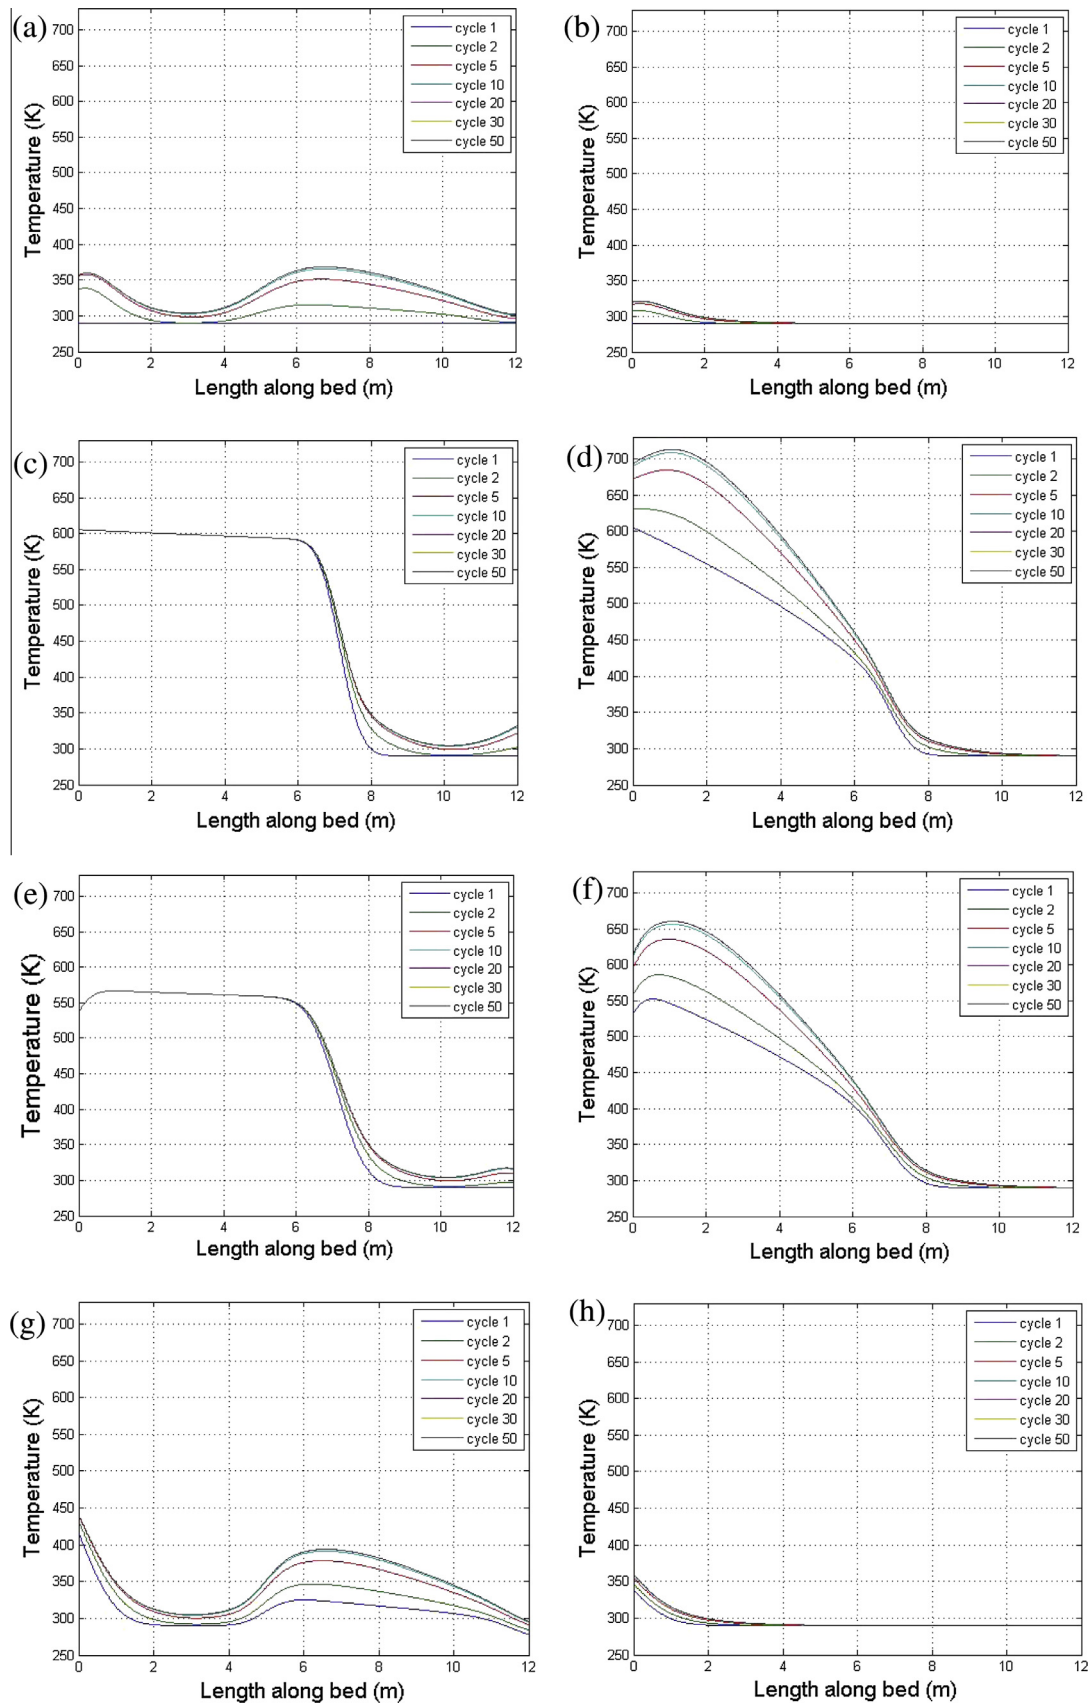 (a)
730
700
650
600
550
500
450
400
350
300
250
Temperature (K)
cycle 1
cycle 2
cycle 5
cycle 10
cycle 20
cycle 30
cycle 50
0 2 4 6 8 10 12
Length along bed (m)
(b)
700
650
600
550
500
450
400
350
300
250
Temperature (K)
cycle 1
cycle 2
cycle 5
cycle 10
cycle 20
cycle 30
cycle 50
0 2 4 6 8 10 12
Length along bed (m)
(c)
700
650
600
550
500
450
400
350
300
250
Temperature (K)
cycle 1
cycle 2
cycle 5
cycle 10
cycle 20
cycle 30
cycle 50
0 2 4 6 8 10 12
Length along bed (m)
(d)
700
650
600
550
500
450
400
350
300
250
Temperature (K)
cycle 1
cycle 2
cycle 5
cycle 10
cycle 20
cycle 30
cycle 50
0 2 4 6 8 10 12
Length along bed (m)
(e)
700
650
600
550
500
450
400
350
300
250
Temperature (K)
cycle 1
cycle 2
cycle 5
cycle 10
cycle 20
cycle 30
cycle 50
0 2 4 6 8 10 12
Length along bed (m)
(f)
700
650
600
550
500
450
400
350
300
250
Temperature (K)
cycle 1
cycle 2
cycle 5
cycle 10
cycle 20
cycle 30
cycle 50
0 2 4 6 8 10 12
Length along bed (m)
(g)
700
650
600
550
500
450
400
350
300
250
Temperature (K)
cycle 1
cycle 2
cycle 5
cycle 10
cycle 20
cycle 30
cycle 50
0 2 4 6 8 10 12
Length along bed (m)
(h)
700
650
600
550
500
450
400
350
300
250
Temperature (K)
cycle 1
cycle 2
cycle 5
cycle 10
cycle 20
cycle 30
cycle 50
0 2 4 6 8 10 12
Length along bed (m)